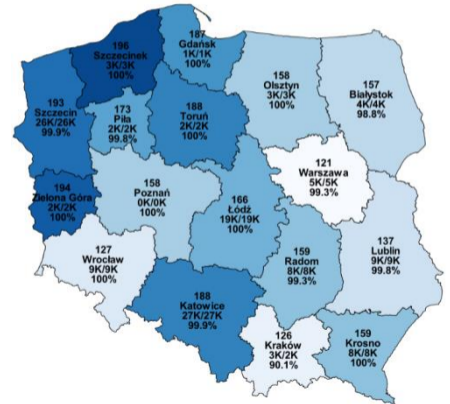 196
Szczecinek
3K/3K
100%
187
Gdańsk
1K/1K
100%
158
Olsztyn
3K/3K
100%
157
Białystok
4K/4K
98.8%
193
Szczecin
26K/26K
99.9%
173
Piła
2K/2K
99.8%
188
Toruń
2K/2K
100%
121
Warszawa
5K/5K
99.3%
194
Zielona Góra
2K/2K
100%
158
Poznań
0K/0K
100%
166
Łódź
19K/19K
100%
137
Lublin
9K/9K
99.8%
127
Wrocław
9K/9K
100%
159
Radom
8K/8K
99.3%
188
Katowice
27K/27K
99.9%
126
Kraków
3K/2K
90.1%
159
Krosno
8K/8K
100%